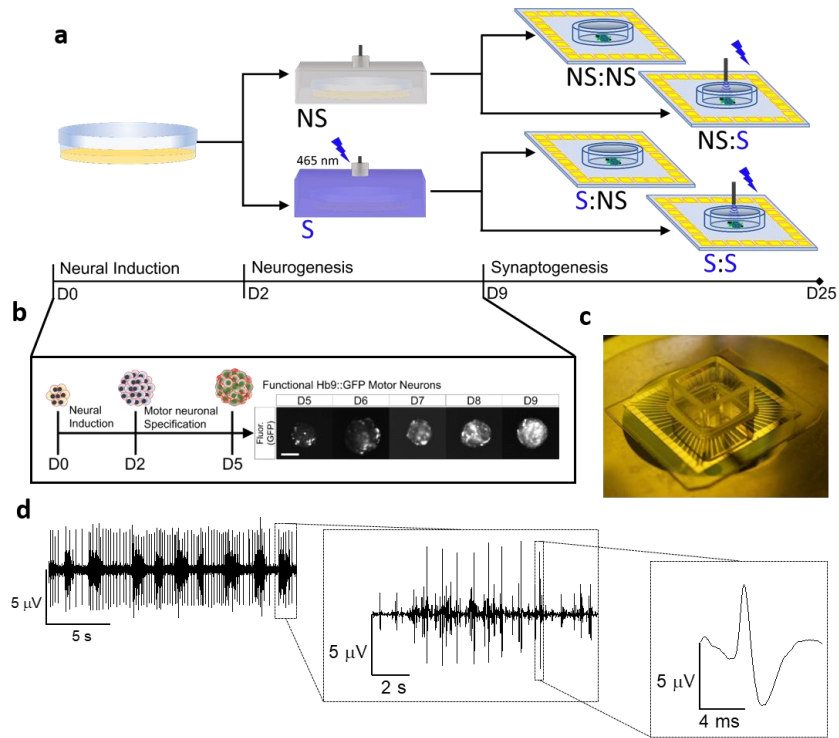 a
NS
465 nm
S
NS:NS
NS:S
S:NS
S:S
Neural Induction
Neurogenesis
Synaptogenesis
D0
D2
D9
D25
b
Neural
Induction
Motor neuronal
Specification
D0
D2
D5
Functional Hb9::GFP Motor Neurons
D5
D6
D7
D8
D9
Fluor.
(GFP)
c
d
5 µV
5 s
5 µV
2 s
5 µV
4 ms